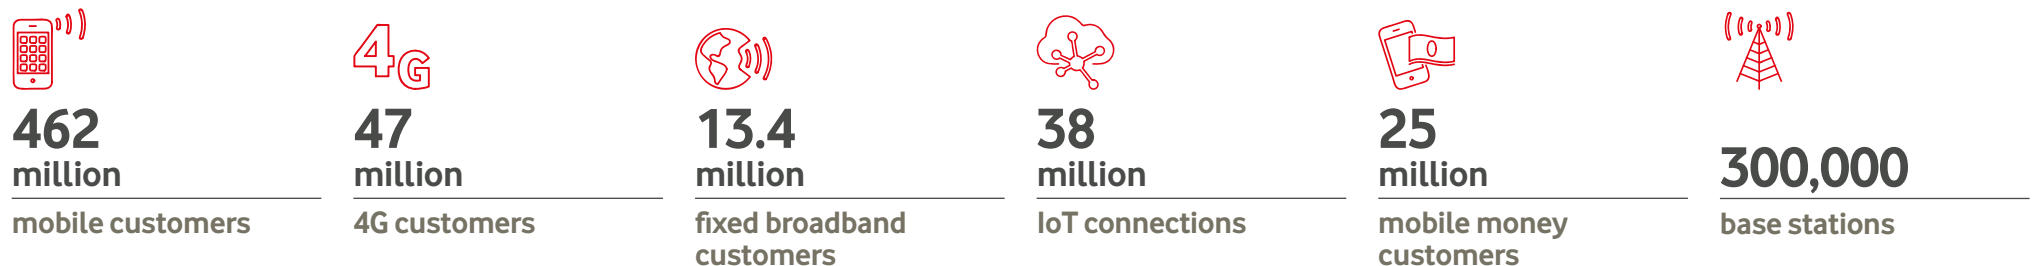 4G
462
million
mobile customers
47
million
4G customers
13.4
million
fixed broadband
customers
38
million
IoT connections
25
million
mobile money
customers
300,000
base stations